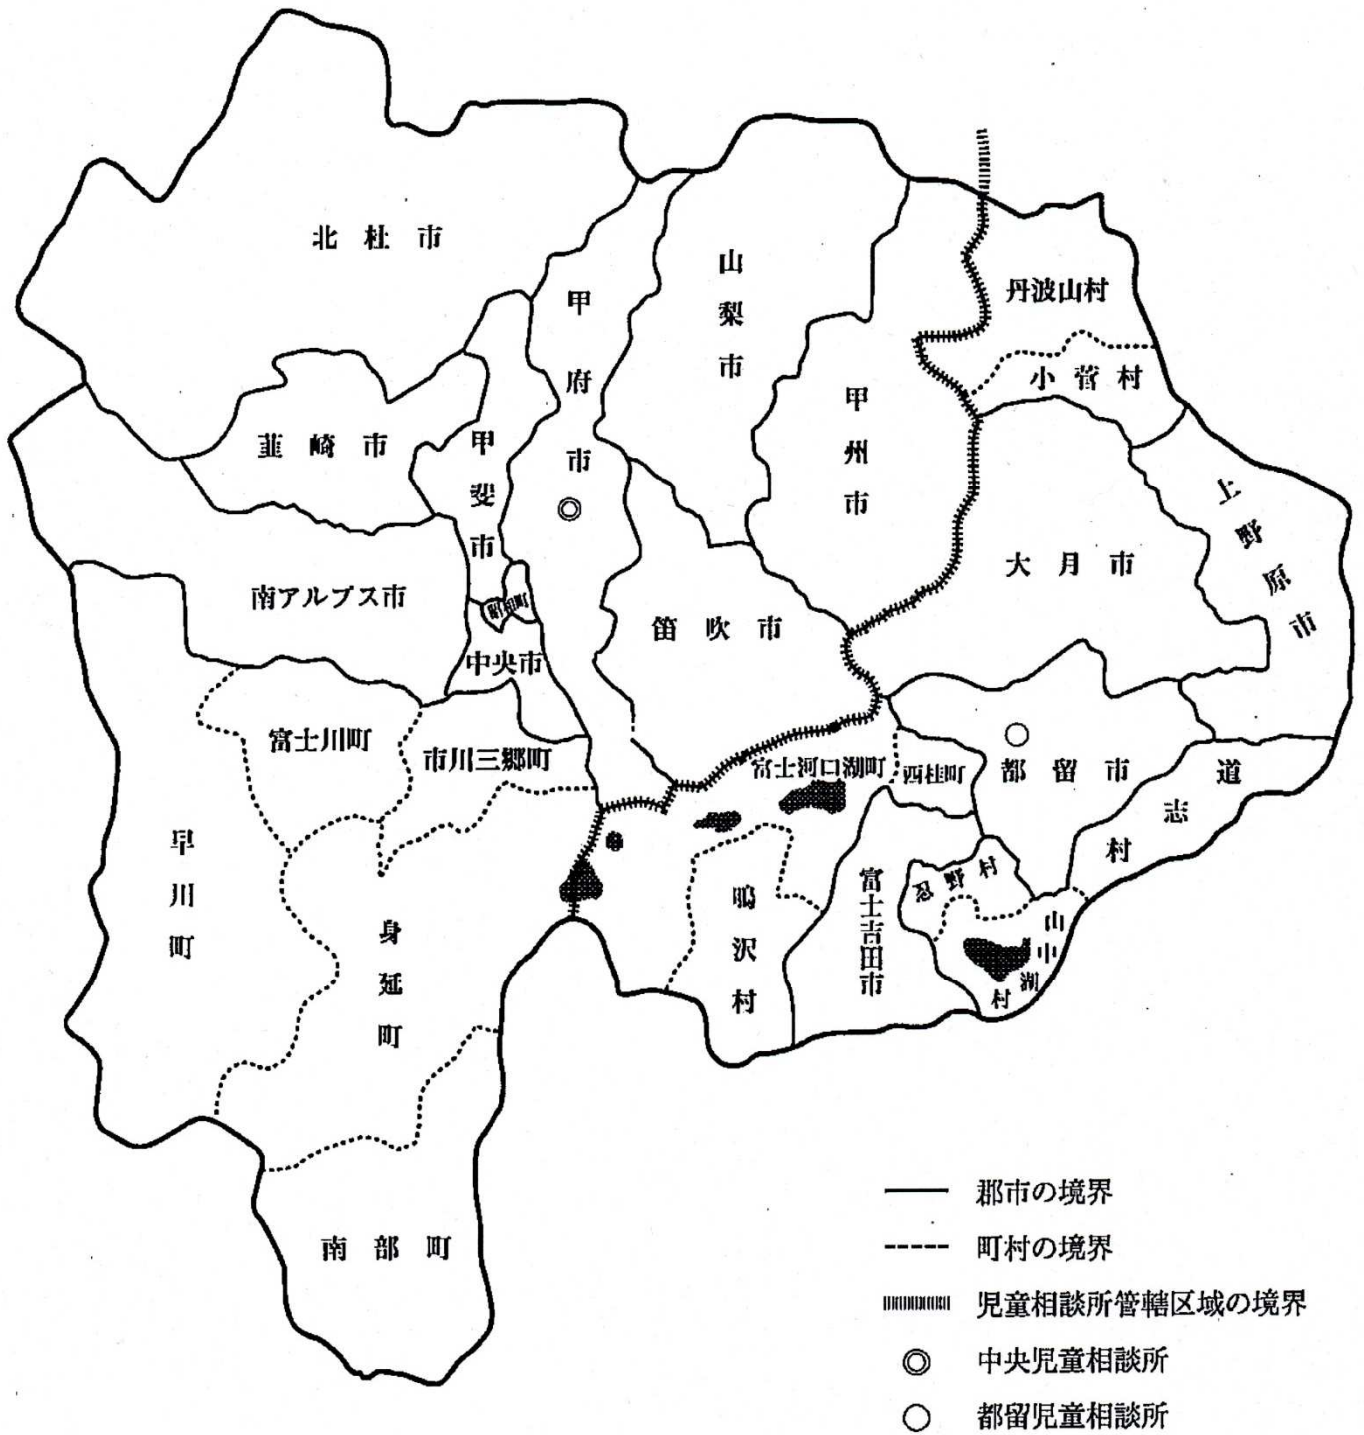 北杜市
甲府市
山梨市
丹波山村
小菅村
甲州市
韮崎市
甲斐市
上野原市
大月市
南アルプス市
昭和町
笛吹市
中央市
富士川町
市川三郷町
富士河口湖町
西桂町
都留市
道志村
早川町
身延町
鳴沢村
富士吉田市
忍野村
山中湖村
南部町
郡市の境界
町村の境界
児童相談所管轄区域の境界
中央児童相談所
都留児童相談所